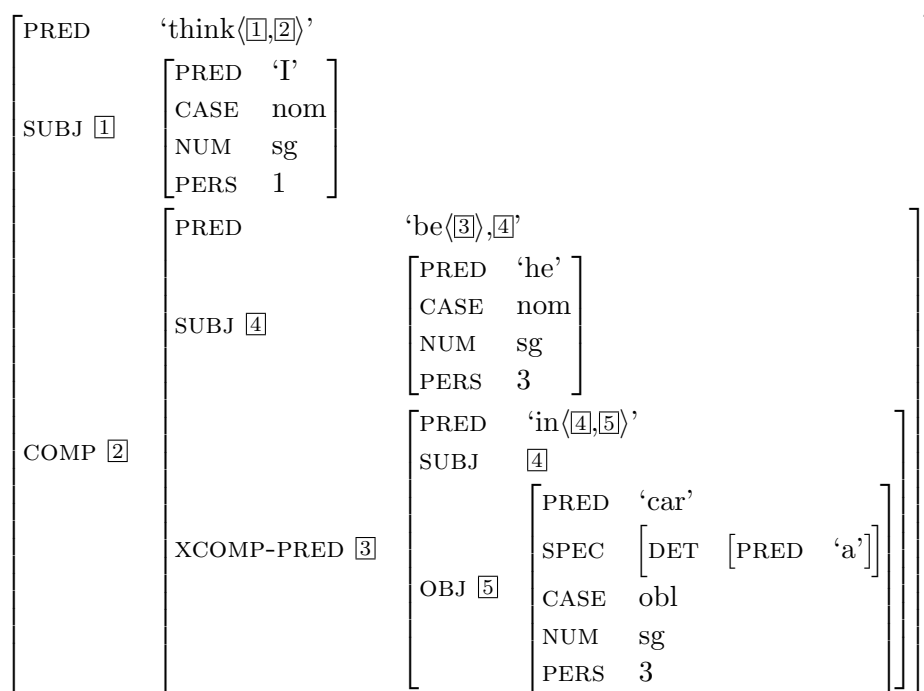 PRED ‘think⟨1,2⟩’
SUBJ 1
PRED ‘I’
CASE nom
NUM sg
PERS 1
COMP 2
PRED ‘be⟨3⟩,4’
SUBJ 4
PRED ‘he’
CASE nom
NUM sg
PERS 3
XCOMP-PRED 3
PRED ‘in⟨4,5⟩’
SUBJ 4
OBJ 5
PRED ‘car’
SPEC [DET [PRED ‘a’]]
CASE obl
NUM sg
PERS 3